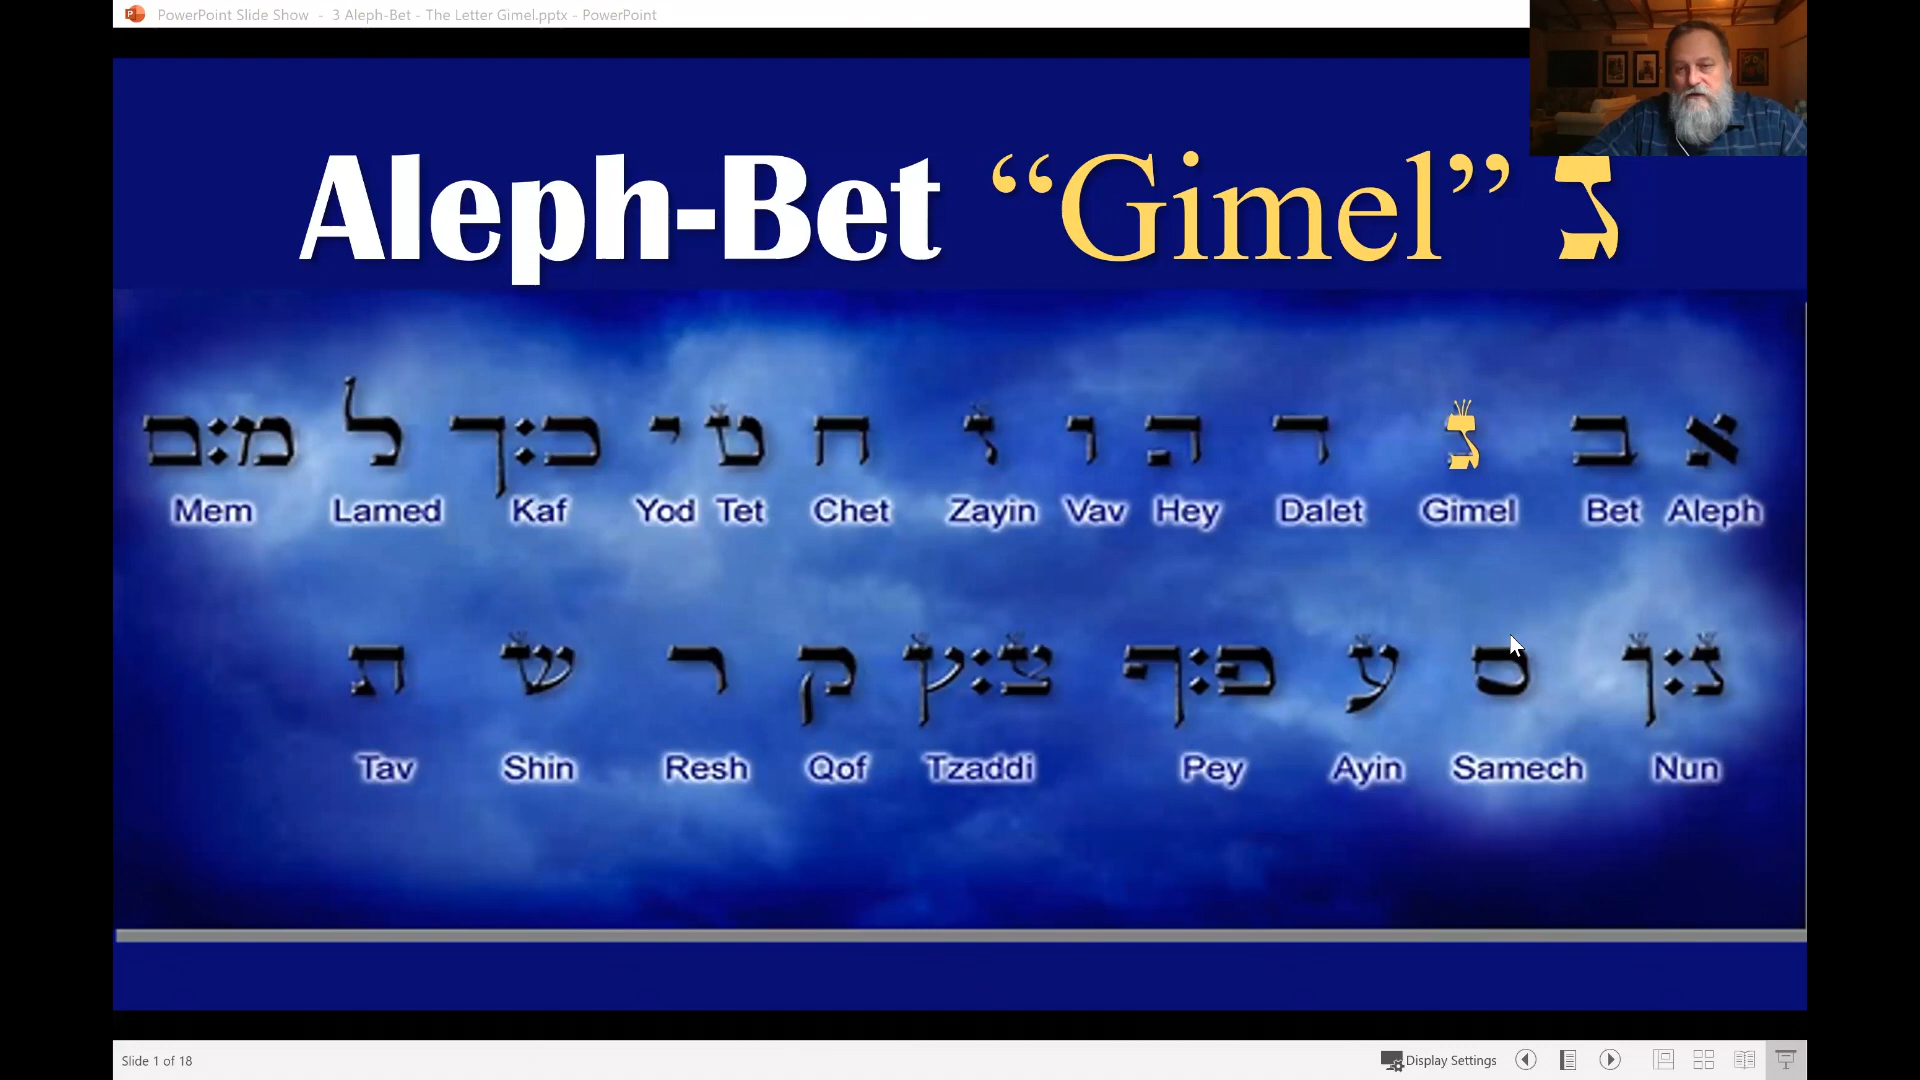 PowerPoint Slide Show - 3 Aleph-Bet - The Letter Gimel.pptx - PowerPoint
Aleph-Bet “Gimel” ג
א ב ג ד ה ו ז ח ט י כ:ך ל מ:ם
Mem Lamed Kaf Yod Tet Chet Zayin Vav Hey Dalet Gimel Bet Aleph
נ:ן ס ע פ:ף צ:ץ ק ר ש ת
Tav Shin Resh Qof Tzaddi Pey Ayin Samech Nun
Slide 1 of 18
Display Settings